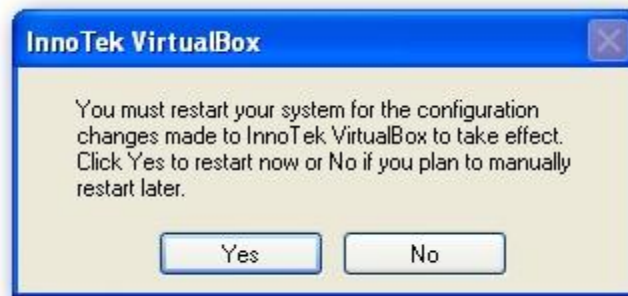 InnoTek VirtualBox
You must restart your system for the configuration
changes made to InnoTek VirtualBox to take effect.
Click Yes to restart now or No if you plan to manually
restart later.
Yes
No